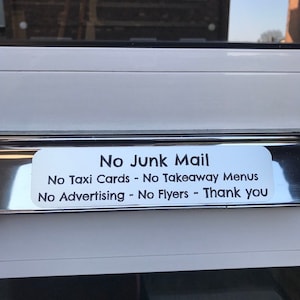 No Junk Mail
No Taxi Cards - No Takeaway Menus
No Advertising - No Flyers - Thank you